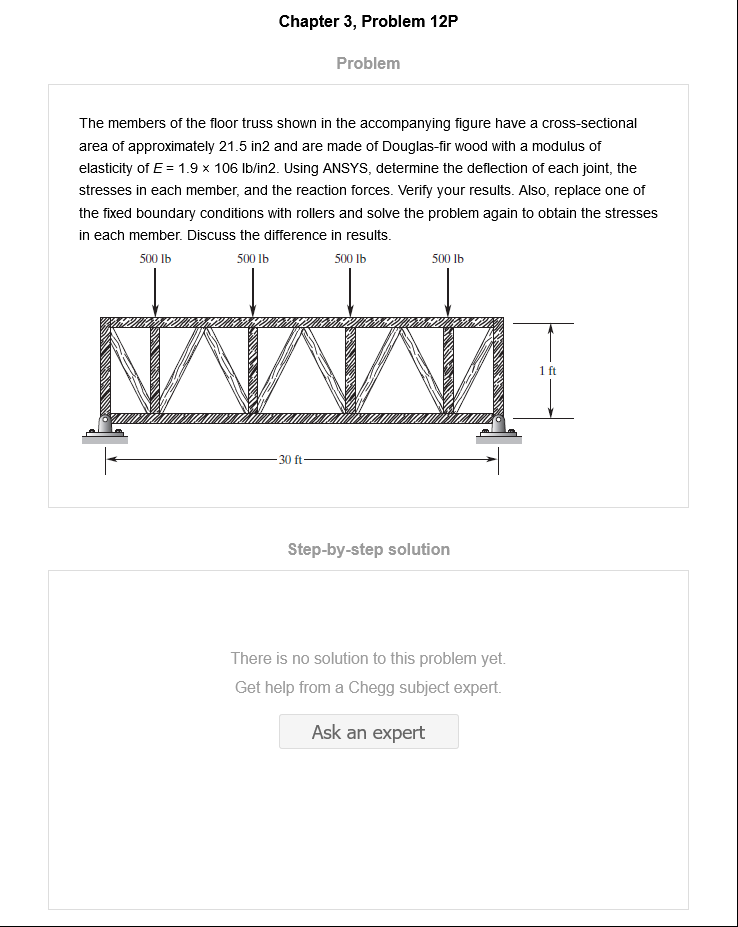 Chapter 3, Problem 12P
Problem
The members of the floor truss shown in the accompanying figure have a cross-sectional
area of approximately 21.5 in2 and are made of Douglas-fir wood with a modulus of
elasticity of E = 1.9 × 106 lb/in2. Using ANSYS, determine the deflection of each joint, the
stresses in each member, and the reaction forces. Verify your results. Also, replace one of
the fixed boundary conditions with rollers and solve the problem again to obtain the stresses
in each member. Discuss the difference in results.
500 lb 500 lb 500 lb 500 lb
1 ft
30 ft
Step-by-step solution
There is no solution to this problem yet.
Get help from a Chegg subject expert.
Ask an expert